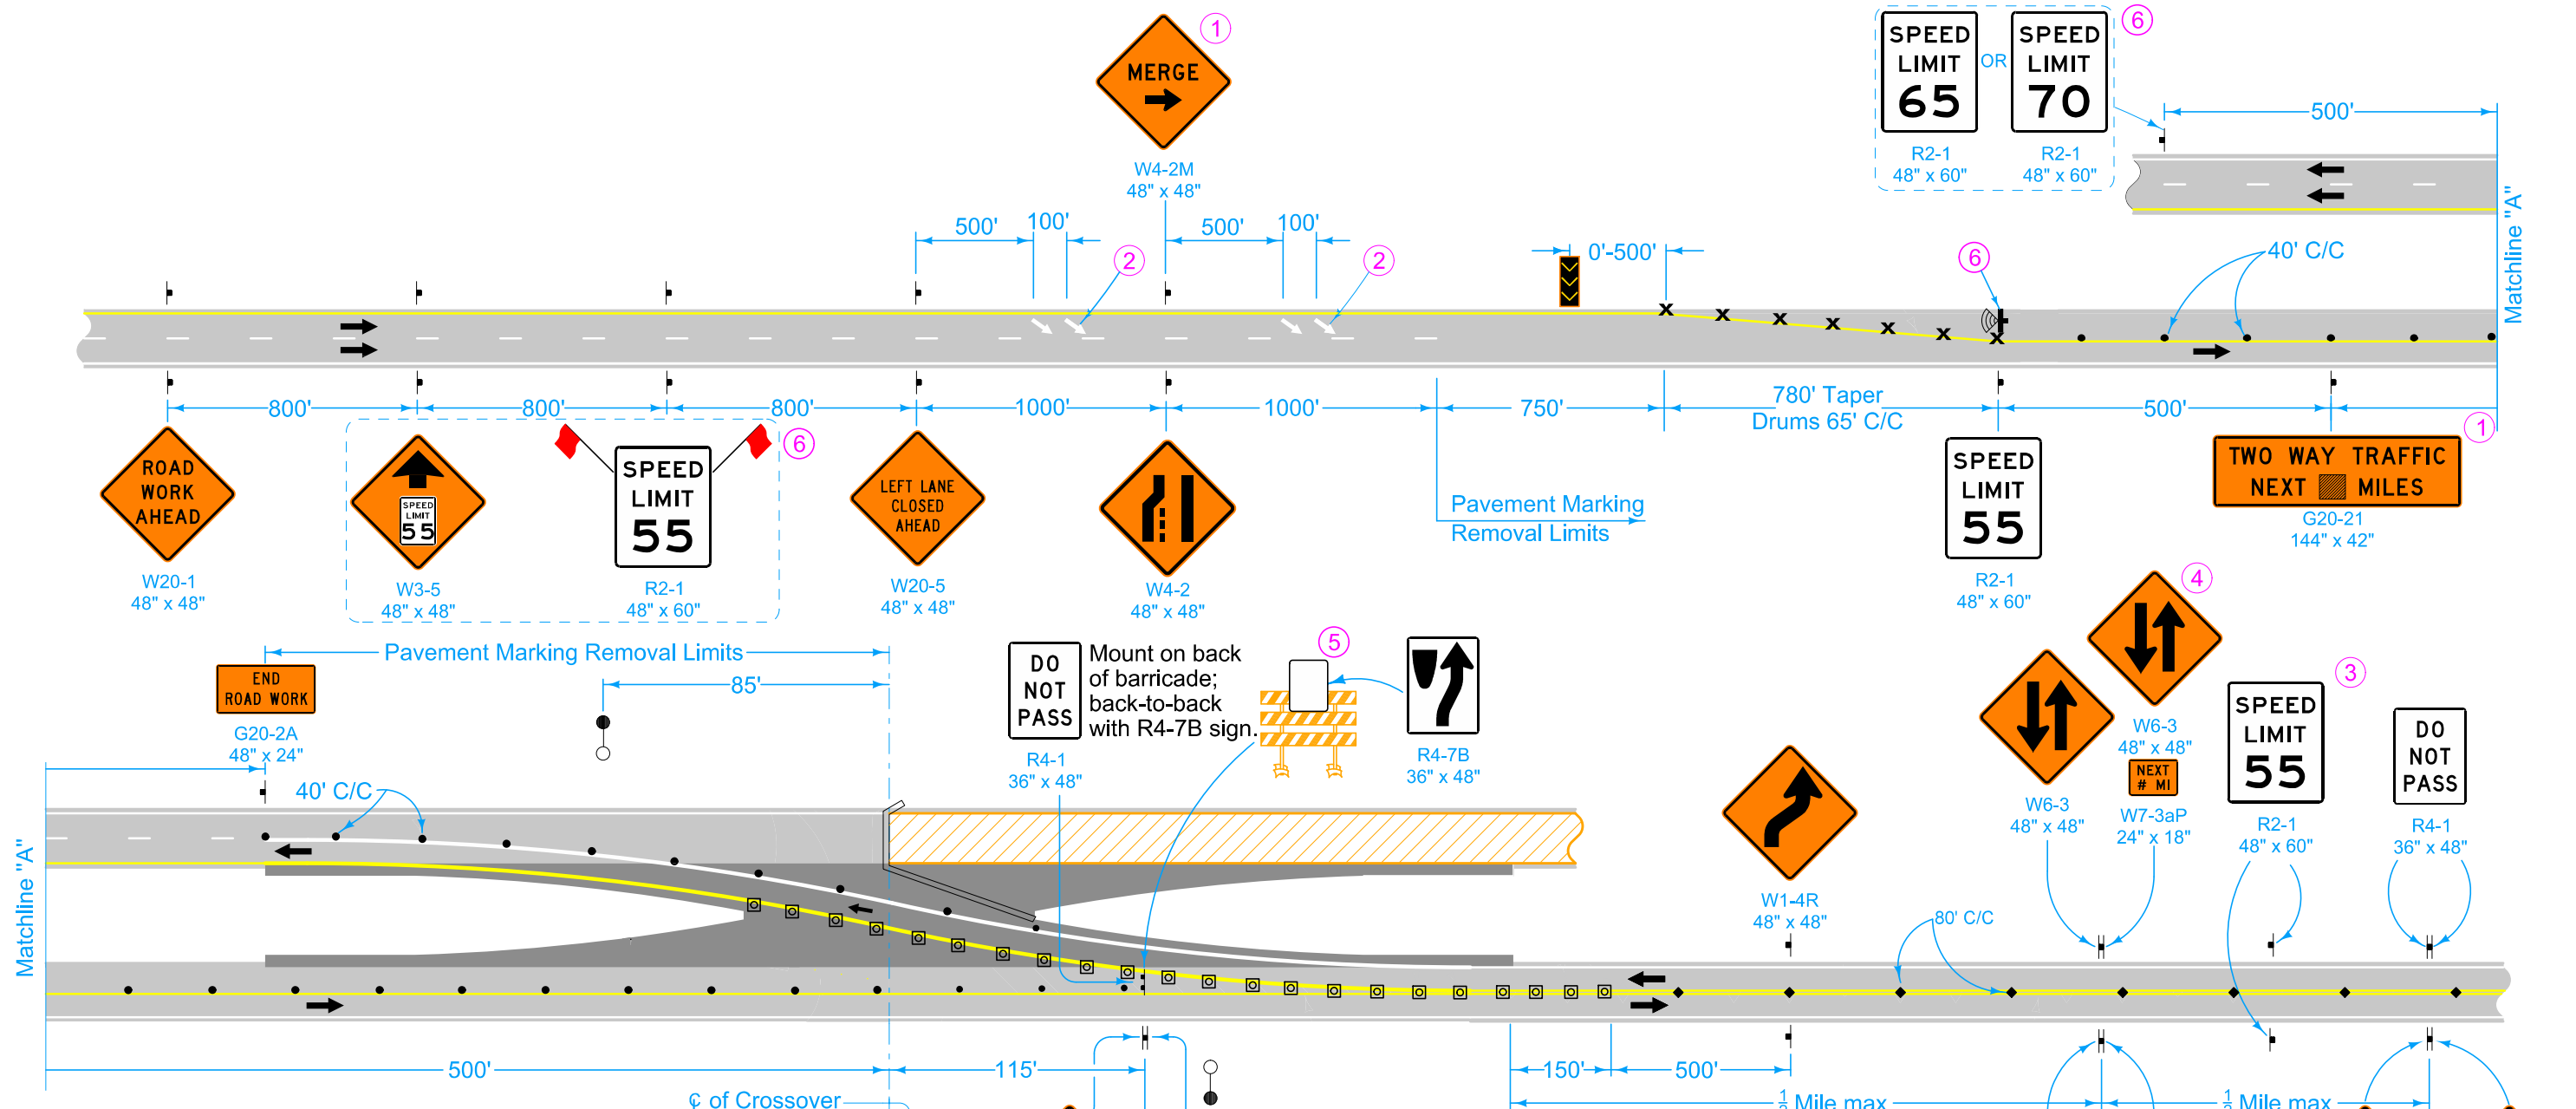 1
MERGE
W4-2M
48" x 48"
500'
100'
500'
100'
2
2
0'-500'
6
SPEED
LIMIT
65
OR
SPEED
LIMIT
70
6
R2-1
48" x 60"
R2-1
48" x 60"
500'
40' C/C
Matchline "A"
800'
800'
800'
1000'
1000'
750'
780' Taper
Drums 65' C/C
500'
ROAD
WORK
AHEAD
W20-1
48" x 48"
SPEED
LIMIT
55
W3-5
48" x 48"
SPEED
LIMIT
55
6
R2-1
48" x 60"
LEFT LANE
CLOSED
AHEAD
W20-5
48" x 48"
W4-2
48" x 48"
Pavement Marking
Removal Limits
SPEED
LIMIT
55
R2-1
48" x 60"
1
TWO WAY TRAFFIC
NEXT MILES
G20-21
144" x 42"
Pavement Marking Removal Limits
END
ROAD WORK
G20-2A
48" x 24"
85'
40' C/C
DO
NOT
PASS
R4-1
36" x 48"
Mount on back
of barricade;
back-to-back
with R4-7B sign.
5
R4-7B
36" x 48"
W1-4R
48" x 48"
80' C/C
W6-3
48" x 48"
4
W6-3
48" x 48"
NEXT
# MI
W7-3aP
24" x 18"
3
SPEED
LIMIT
55
R2-1
48" x 60"
DO
NOT
PASS
R4-1
36" x 48"
Matchline "A"
500'
115'
150'
500'
℄ of Crossover
1/2 Mile max
1/2 Mile max